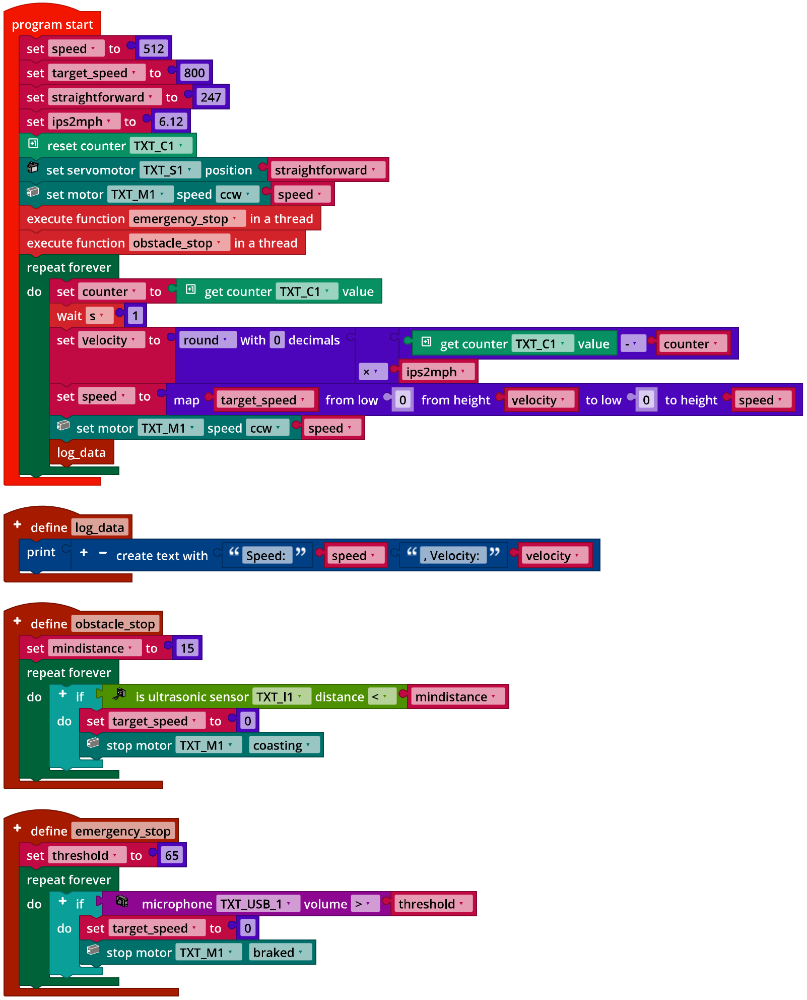 program start
set speed to 512
set target_speed to 800
set straightforward to 247
set ips2mph to 6.12
reset counter TXT_C1
set servomotor TXT_S1 position straightforward
set motor TXT_M1 speed ccw speed
execute function emergency_stop in a thread
execute function obstacle_stop in a thread
repeat forever
do set counter to get counter TXT_C1 value
wait s 1
set velocity to round with 0 decimals get counter TXT_C1 value - counter
× ips2mph
set speed to map target_speed from low 0 from height velocity to low 0 to height speed
set motor TXT_M1 speed ccw speed
log_data
+ define log_data
print + − create text with “Speed: ” speed “, Velocity: ” velocity
+ define obstacle_stop
set mindistance to 15
repeat forever
do + if is ultrasonic sensor TXT_I1 distance < mindistance
do set target_speed to 0
stop motor TXT_M1 coasting
+ define emergency_stop
set threshold to 65
repeat forever
do + if microphone TXT_USB_1 volume > threshold
do set target_speed to 0
stop motor TXT_M1 braked